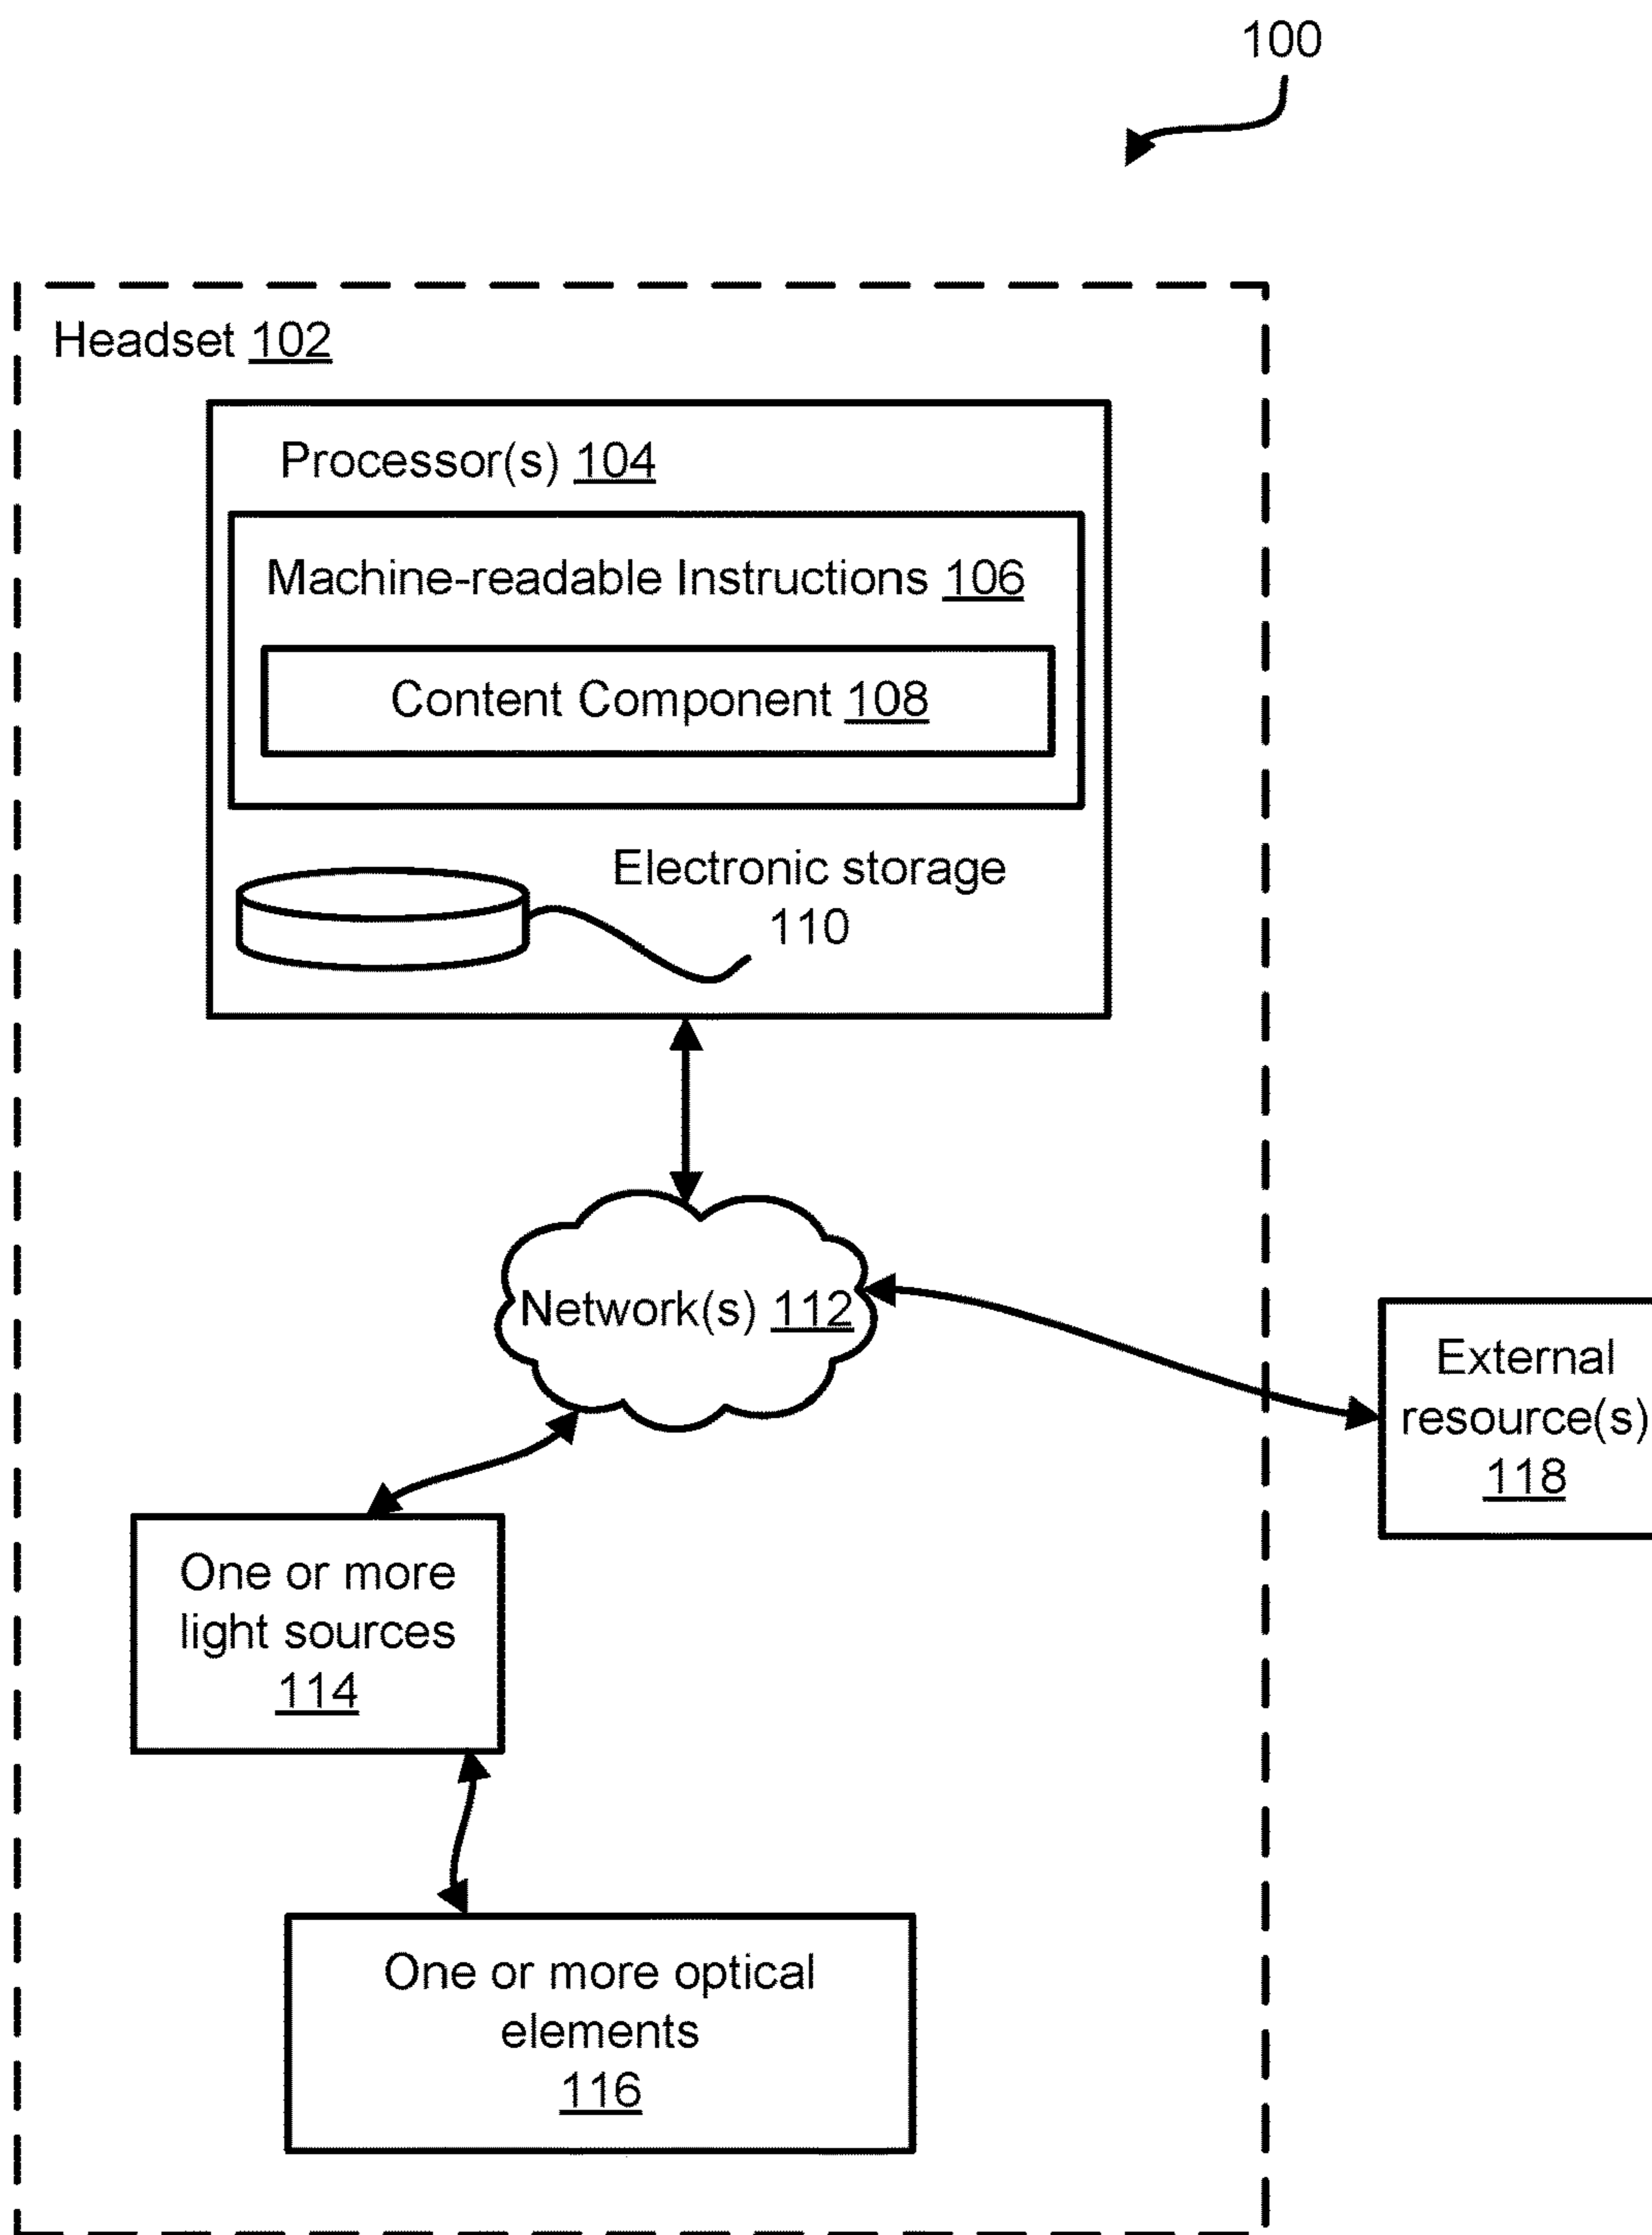 100
Headset 102
Processor(s) 104
Machine-readable Instructions 106
Content Component 108
Electronic storage
110
Network(s) 112
External
resource(s)
118
One or more
light sources
114
One or more optical
elements
116